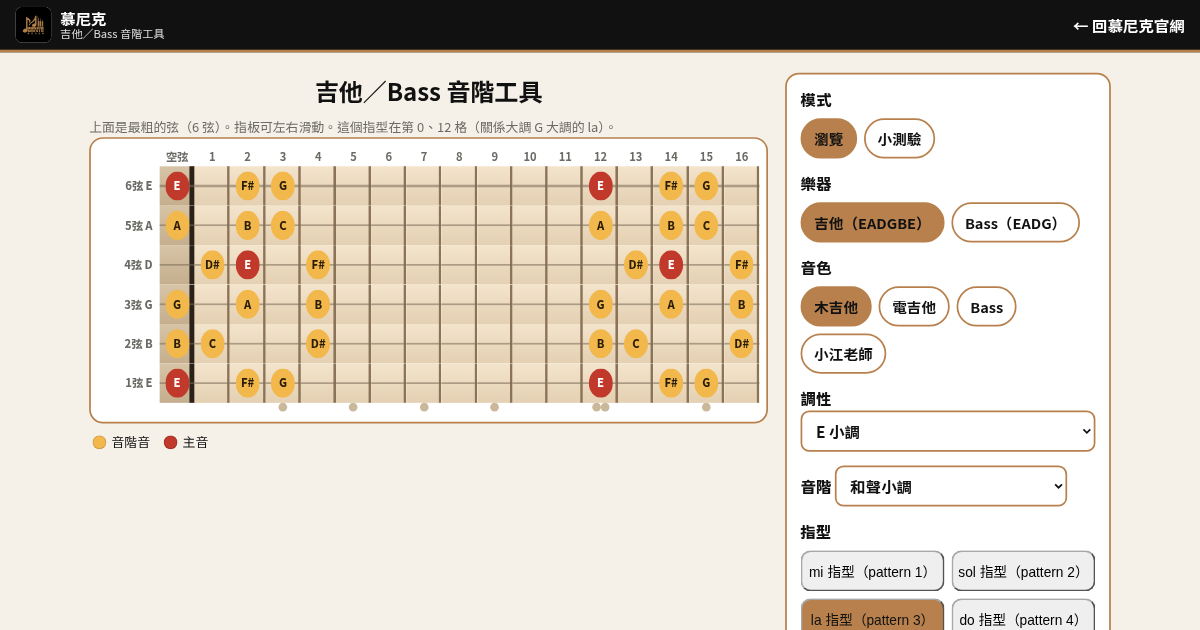 慕尼克
吉他／Bass 音階工具
← 回慕尼克官網
吉他／Bass 音階工具
上面是最粗的弦（6 弦）。指板可左右滑動。這個指型在第 0、12 格（關係大調 G 大調的 la）。
空弦 1 2 3 4 5 6 7 8 9 10 11 12 13 14 15 16
6弦 E E F# G E F# G
5弦 A A B C A B C
4弦 D D# E F# D# E F#
3弦 G G A B G A B
2弦 B B C D# B C D#
1弦 E E F# G E F# G
音階音 主音
模式
瀏覽 小測驗
樂器
吉他（EADGBE） Bass（EADG）
音色
木吉他 電吉他 Bass
小江老師
調性
E 小調
音階 和聲小調
指型
mi 指型（pattern 1） sol 指型（pattern 2）
la 指型（pattern 3） do 指型（pattern 4）